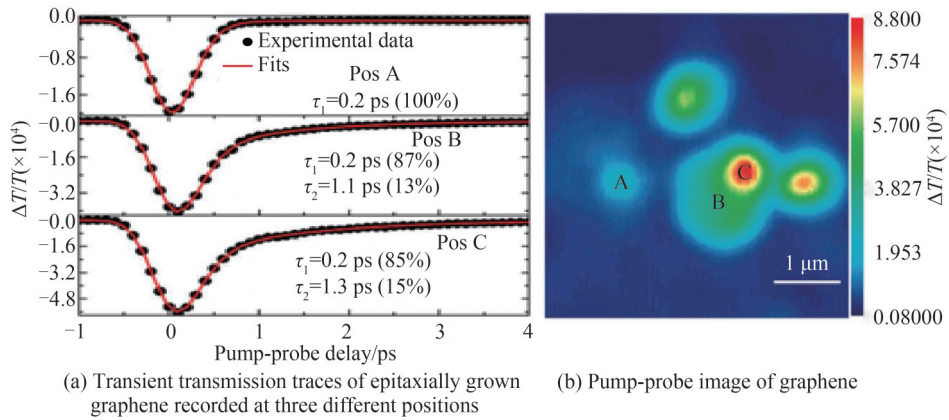 0.0
-0.8
-1.6
Experimental data
Fits
Pos A
τ₁=0.2 ps (100%)
-0.0
-1.6
-3.2
Pos B
τ₁=0.2 ps (87%)
τ₂=1.1 ps (13%)
0.0
-1.6
-3.2
-4.8
Pos C
τ₁=0.2 ps (85%)
τ₂=1.3 ps (15%)
ΔT/T(×10⁴)
-1 0 1 2 3 4
Pump-probe delay/ps
(a) Transient transmission traces of epitaxially grown
graphene recorded at three different positions
A
B
C
1 μm
8.800
7.574
5.700
3.827
1.953
0.08000
ΔT/T(×10⁴)
(b) Pump-probe image of graphene